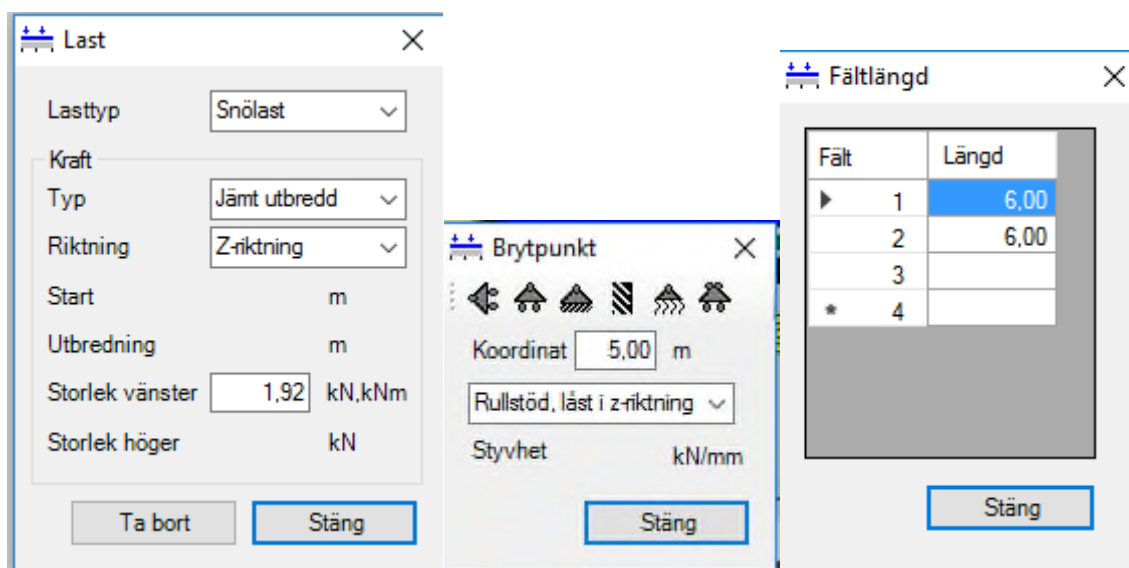 Last
Lasttyp Snölast
Kraft
Typ Jämt utbredd
Riktning Z-riktning
Start m
Utbredning m
Storlek vänster 1,92 kN,kNm
Storlek höger kN
Ta bort Stäng
Brytpunkt
Koordinat 5,00 m
Rullstöd, låst i z-riktning
Styvhet kN/mm
Stäng
Fältlängd
Fält Längd
1 6,00
2 6,00
3
* 4
Stäng